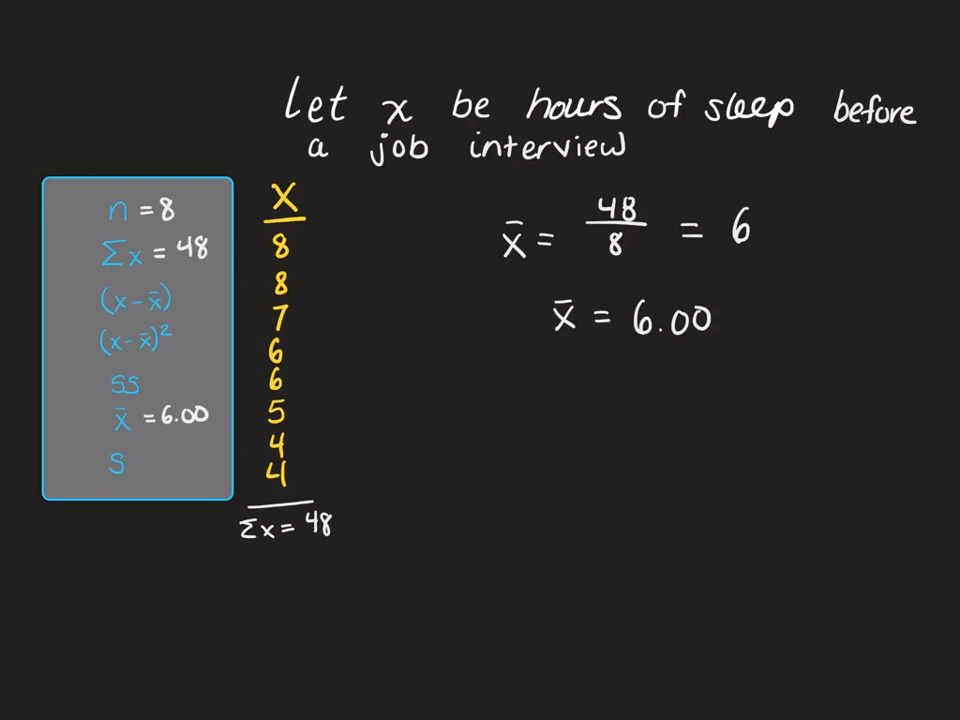 Let x be hours of sleep before
a job interview
n = 8
Σx = 48
(x - x̄)
(x - x̄)²
SS
x̄ = 6.00
S
X
8
8
7
6
6
5
4
4
Σx = 48
x̄ = 48/8 = 6
x̄ = 6.00